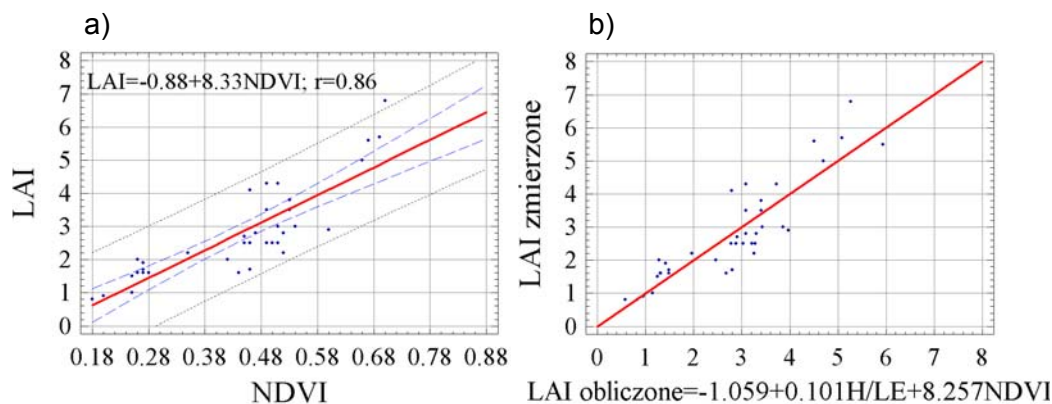 a)
LAI=-0.88+8.33NDVI; r=0.86
LAI
8
7
6
5
4
3
2
1
0
0.18 0.28 0.38 0.48 0.58 0.68 0.78 0.88
NDVI
b)
LAI zmierzone
8
7
6
5
4
3
2
1
0
0 1 2 3 4 5 6 7 8
LAI obliczone=-1.059+0.101H/LE+8.257NDVI